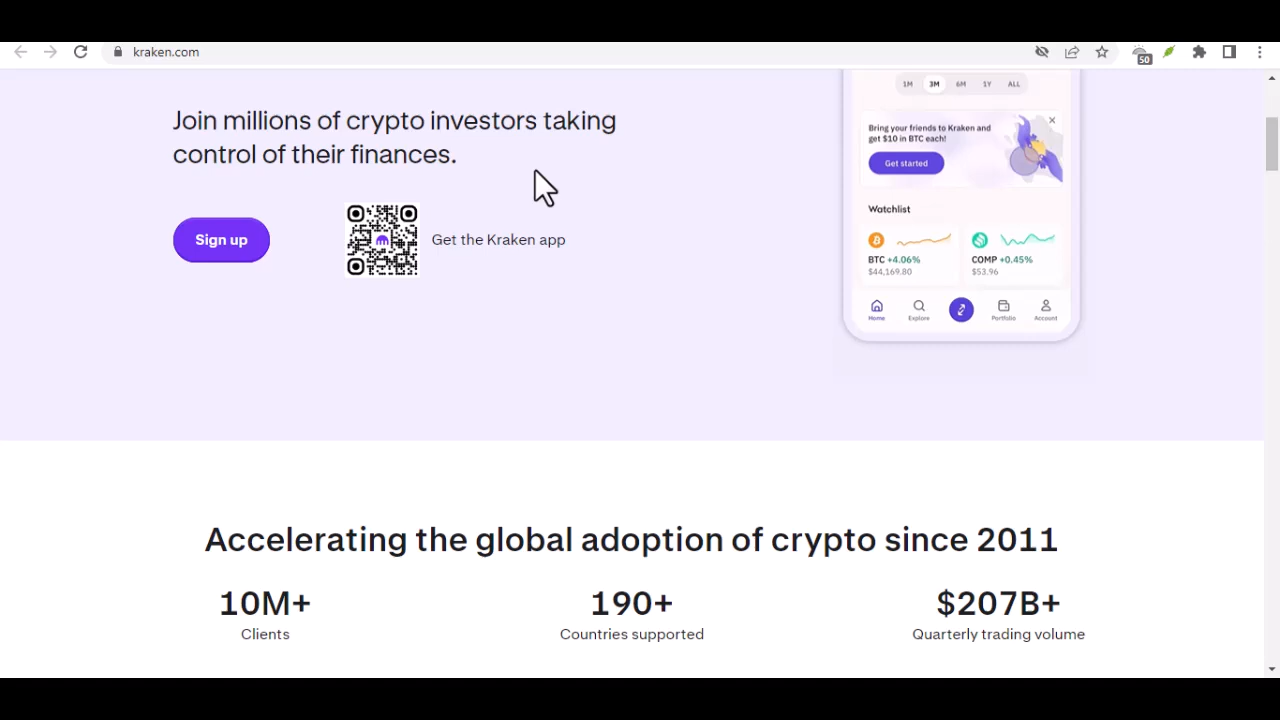 kraken.com
50
Join millions of crypto investors taking
control of their finances.
Sign up
Get the Kraken app
1M 3M 6M 1Y ALL
Bring your friends to Kraken and
get $10 in BTC each!
Get started
Watchlist
BTC +4.06%
$44,169.80
COMP +0.45%
$53.96
Home Explore Portfolio Account
Accelerating the global adoption of crypto since 2011
10M+
Clients
190+
Countries supported
$207B+
Quarterly trading volume